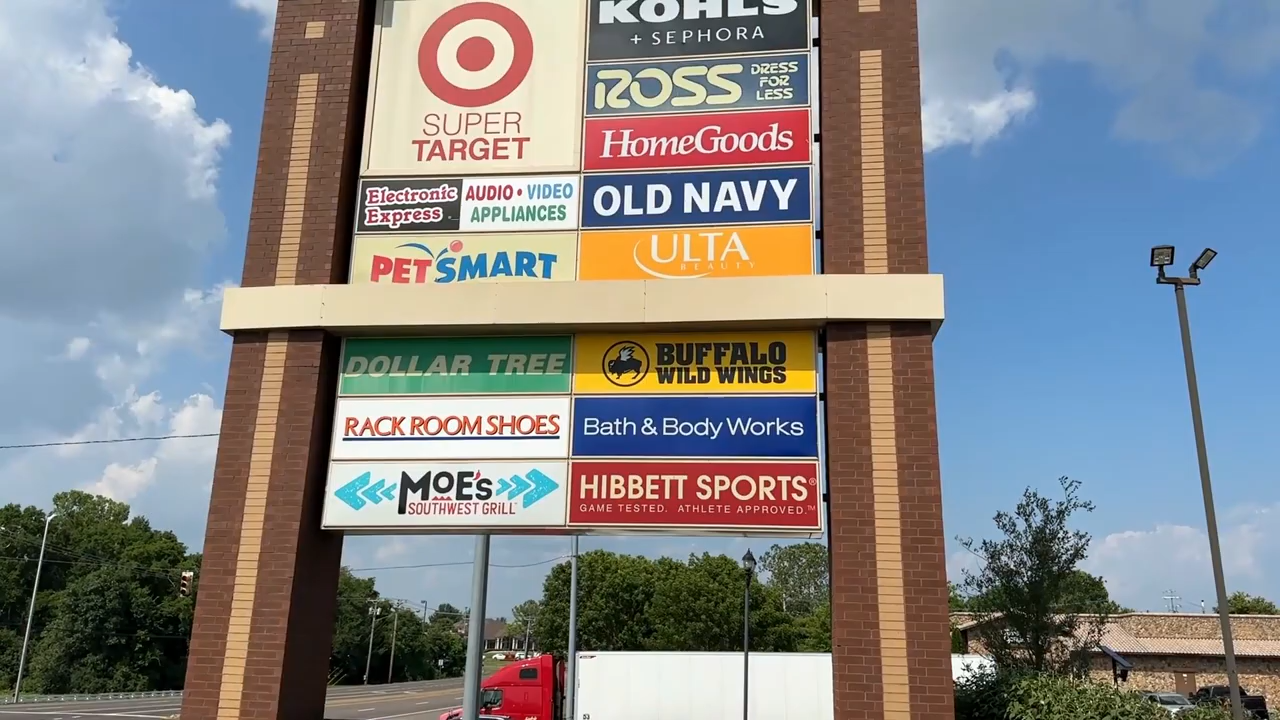 SUPER
TARGET
KOHL'S
+ SEPHORA
ROSS
DRESS
FOR
LESS
HomeGoods
Electronic
Express
AUDIO • VIDEO
APPLIANCES
OLD NAVY
PETSMART
ULTA
BEAUTY
DOLLAR TREE
BUFFALO
WILD WINGS
RACK ROOM SHOES
Bath & Body Works
MOE's
SOUTHWEST GRiLL
HIBBETT SPORTS®
GAME TESTED. ATHLETE APPROVED.™